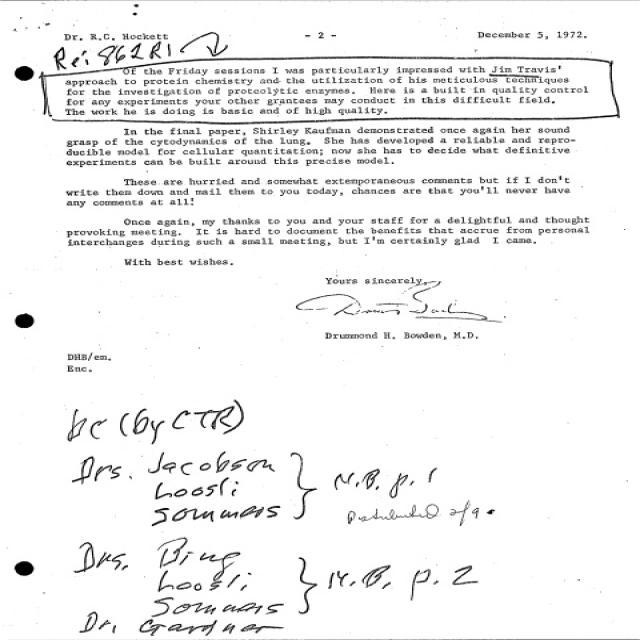 Dr. R.C. Hockett - 2 - December 5, 1972.
Re: 862R1
Of the Friday sessions I was particularly impressed with Jim Travis'
approach to protein chemistry and the utilization of his meticulous techniques
for the investigation of proteolytic enzymes. Here is a built in quality control
for any experiments your other grantees may conduct in this difficult field.
The work he is doing is basic and of high quality.
In the final paper, Shirley Kaufman demonstrated once again her sound
grasp of the cytodynamics of the lung. She has developed a reliable and repro-
ducible model for cellular quantitation; now she has to decide what definitive
experiments can be built around this precise model.
These are hurried and somewhat extemporaneous comments but if I don't
write them down and mail them to you today, chances are that you'll never have
any comments at all!
Once again, my thanks to you and your staff for a delightful and thought
provoking meeting. It is hard to document the benefits that accrue from personal
interchanges during such a small meeting, but I'm certainly glad I came.
With best wishes.
Yours sincerely,
Drummond H. Bowden, M.D.
DHB/em.
Enc.
bc (by CTR)
Drs. Jacobson
Loosli
Sommers
N.B. p. 1
Distributed 2/9.
Drs. Bing
Loosli
Sommers
Dr. Gardner
N.B. p. 2